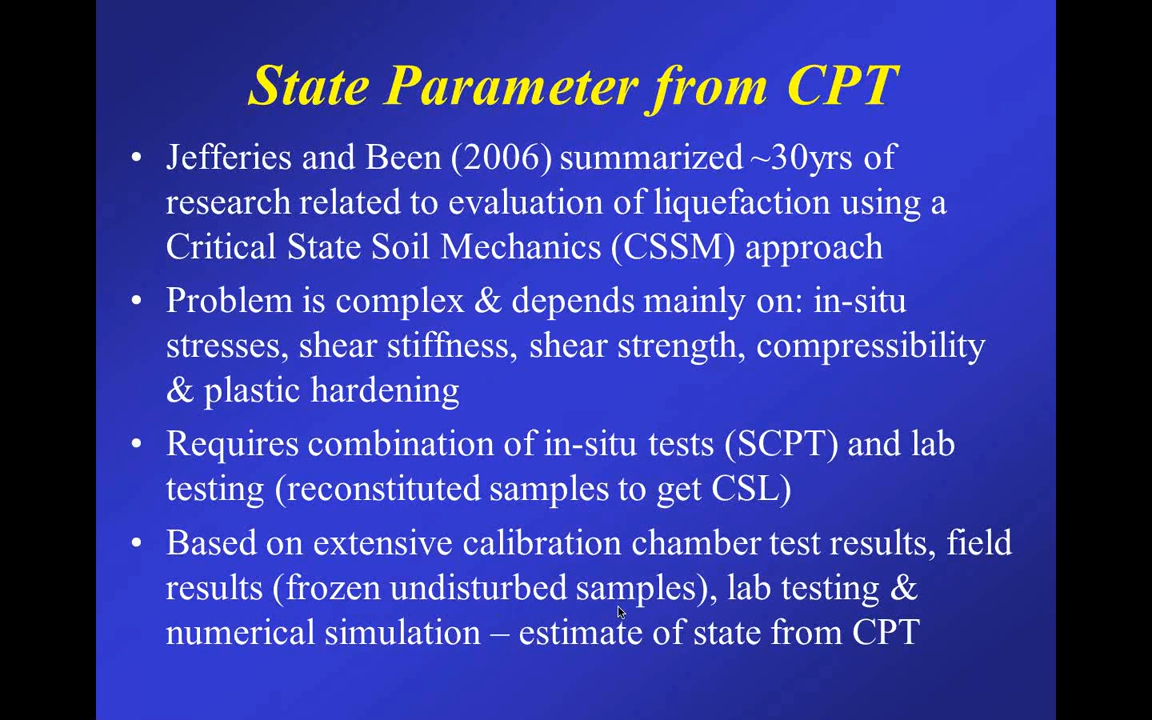 State Parameter from CPT
• Jefferies and Been (2006) summarized ~30yrs of
research related to evaluation of liquefaction using a
Critical State Soil Mechanics (CSSM) approach
• Problem is complex & depends mainly on: in-situ
stresses, shear stiffness, shear strength, compressibility
& plastic hardening
• Requires combination of in-situ tests (SCPT) and lab
testing (reconstituted samples to get CSL)
• Based on extensive calibration chamber test results, field
results (frozen undisturbed samples), lab testing &
numerical simulation – estimate of state from CPT